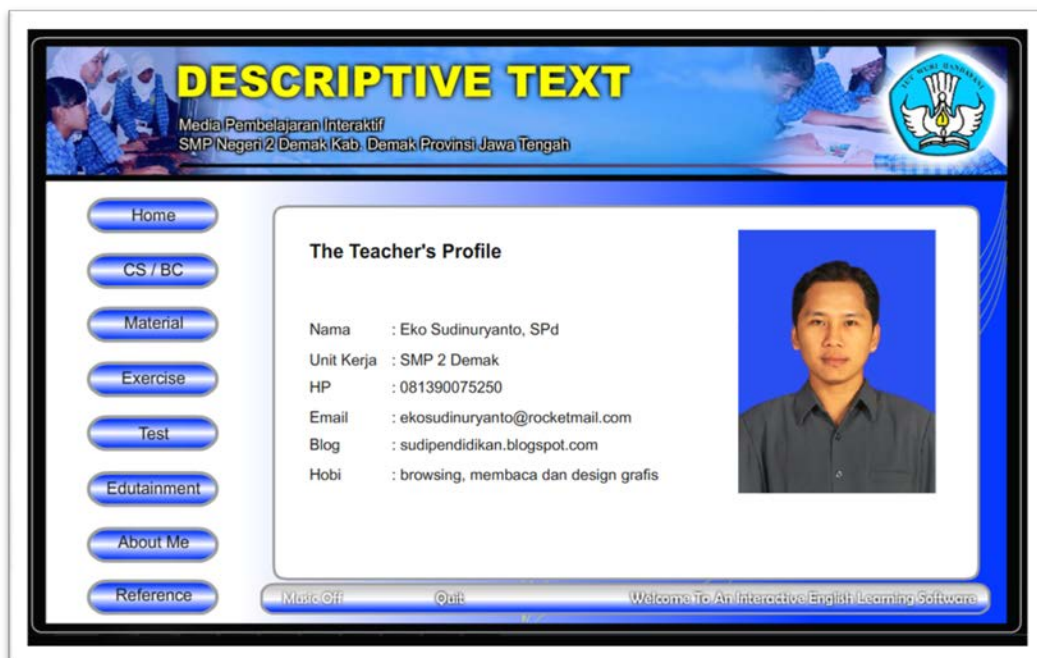 DESCRIPTIVE TEXT
Media Pembelajaran Interaktif
SMP Negeri 2 Demak Kab. Demak Provinsi Jawa Tengah
TUT WURI HANDAYANI
Home
CS / BC
Material
Exercise
Test
Edutainment
About Me
Reference
The Teacher's Profile
Nama : Eko Sudinuryanto, SPd
Unit Kerja : SMP 2 Demak
HP : 081390075250
Email : ekosudinuryanto@rocketmail.com
Blog : sudipendidikan.blogspot.com
Hobi : browsing, membaca dan design grafis
Music Off Quit Welcome To An Interactive English Learning Software